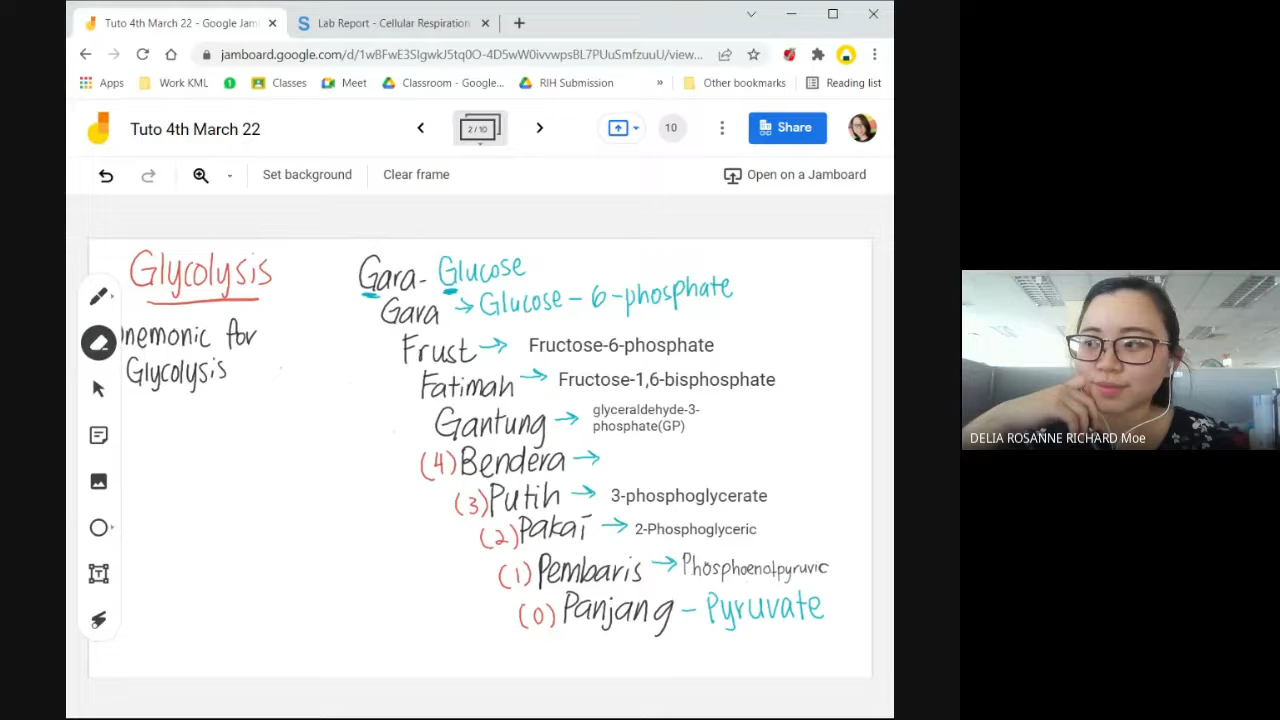 Tuto 4th March 22 - Google Jam
Lab Report - Cellular Respiration
jamboard.google.com/d/1w8FwE3SIgwkJ5tq0O-4D5wW0ivvwpsBL7PUuSmfzuuU/view...
Apps
Work KML
Classes
Meet
Classroom - Google...
RIH Submission
»
Other bookmarks
Reading list
Tuto 4th March 22
2 / 10
10
Share
Set background
Clear frame
Open on a Jamboard
Glycolysis
nemonic for
Glycolysis
Gara - Glucose
Gara → Glucose - 6 - phosphate
Frust → Fructose-6-phosphate
Fatimah → Fructose-1,6-bisphosphate
Gantung → glyceraldehyde-3-
phosphate(GP)
(4) Bendera →
(3) Putih → 3-phosphoglycerate
(2) Pakai → 2-Phosphoglyceric
(1) Pembaris → Phosphoenolpyruvic
(0) Panjang - Pyruvate
DELIA ROSANNE RICHARD Moe